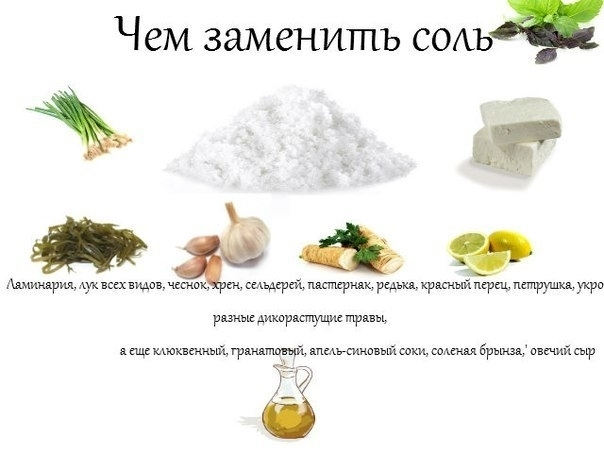 Чем заменить соль
Ламинария, лук всех видов, чеснок, хрен, сельдерей, пастернак, редька, красный перец, петрушка, укро
разные дикорастущие травы,
а еще клюквенный, гранатовый, апель-синовый соки, соленая брынза,' овечий сыр